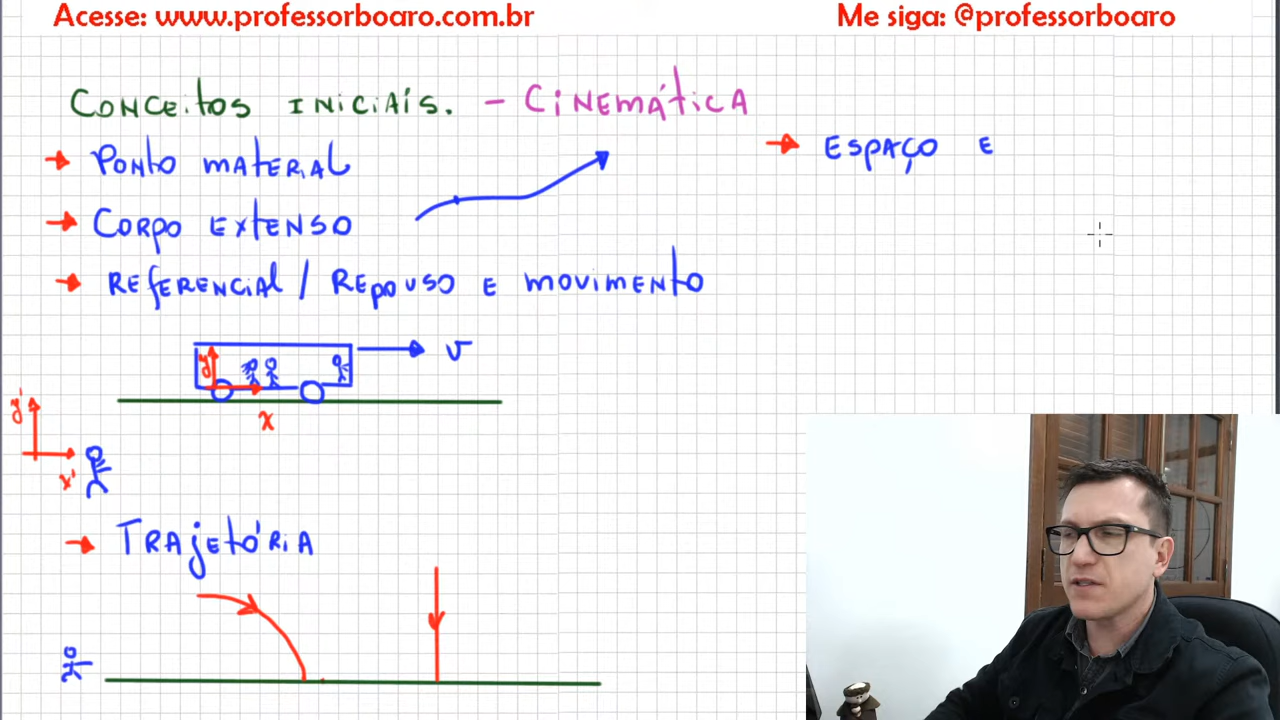 Acesse: www.professorboaro.com.br
Me siga: @professorboaro
CONCEITOS INICIAIS. - CINEMÁTICA
PONTO MATERIAL
CORPO EXTENSO
REFERENCIAL / REPOUSO E MOVIMENTO
v
y
x
y'
x'
TRAJETÓRIA
ESPAÇO E